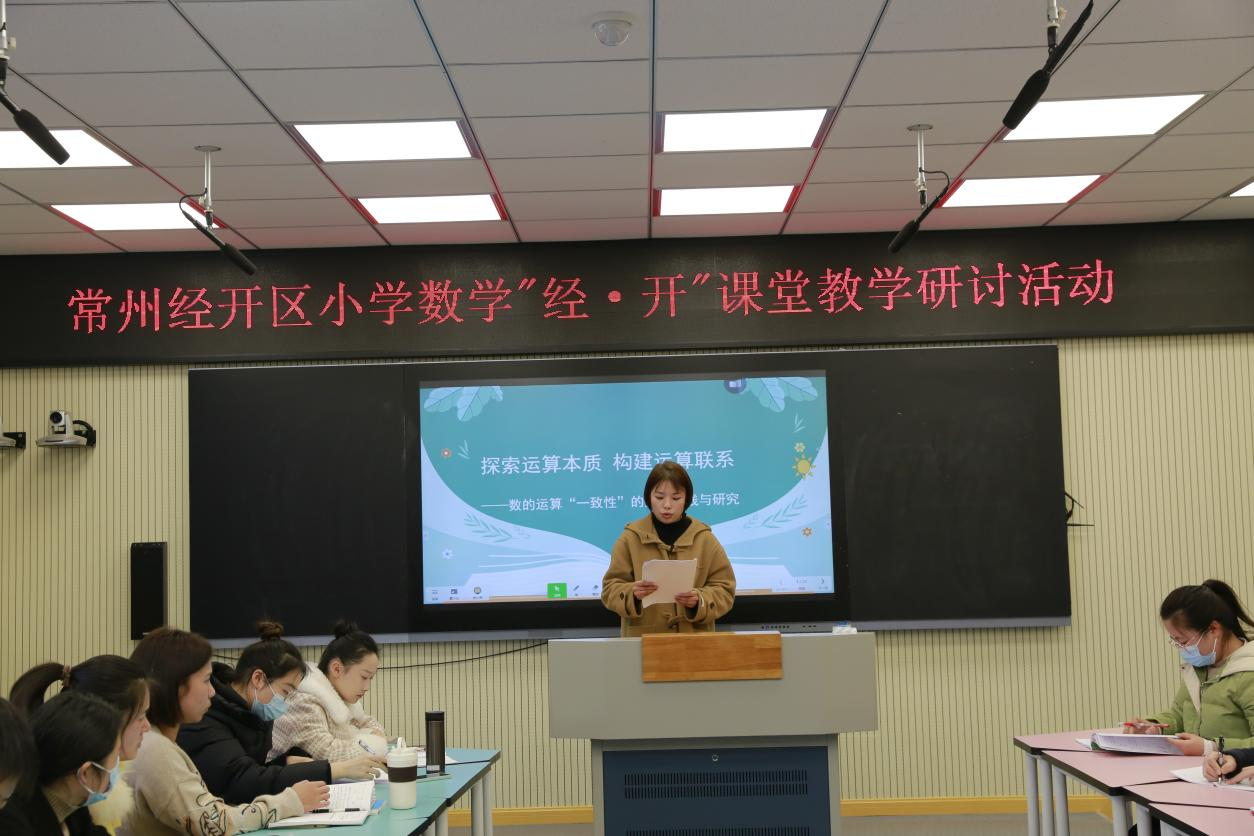 常州经开区小学数学"经·开"课堂教学研讨活动
探索运算本质 构建运算联系
——数的运算“一致性”的 践与研究